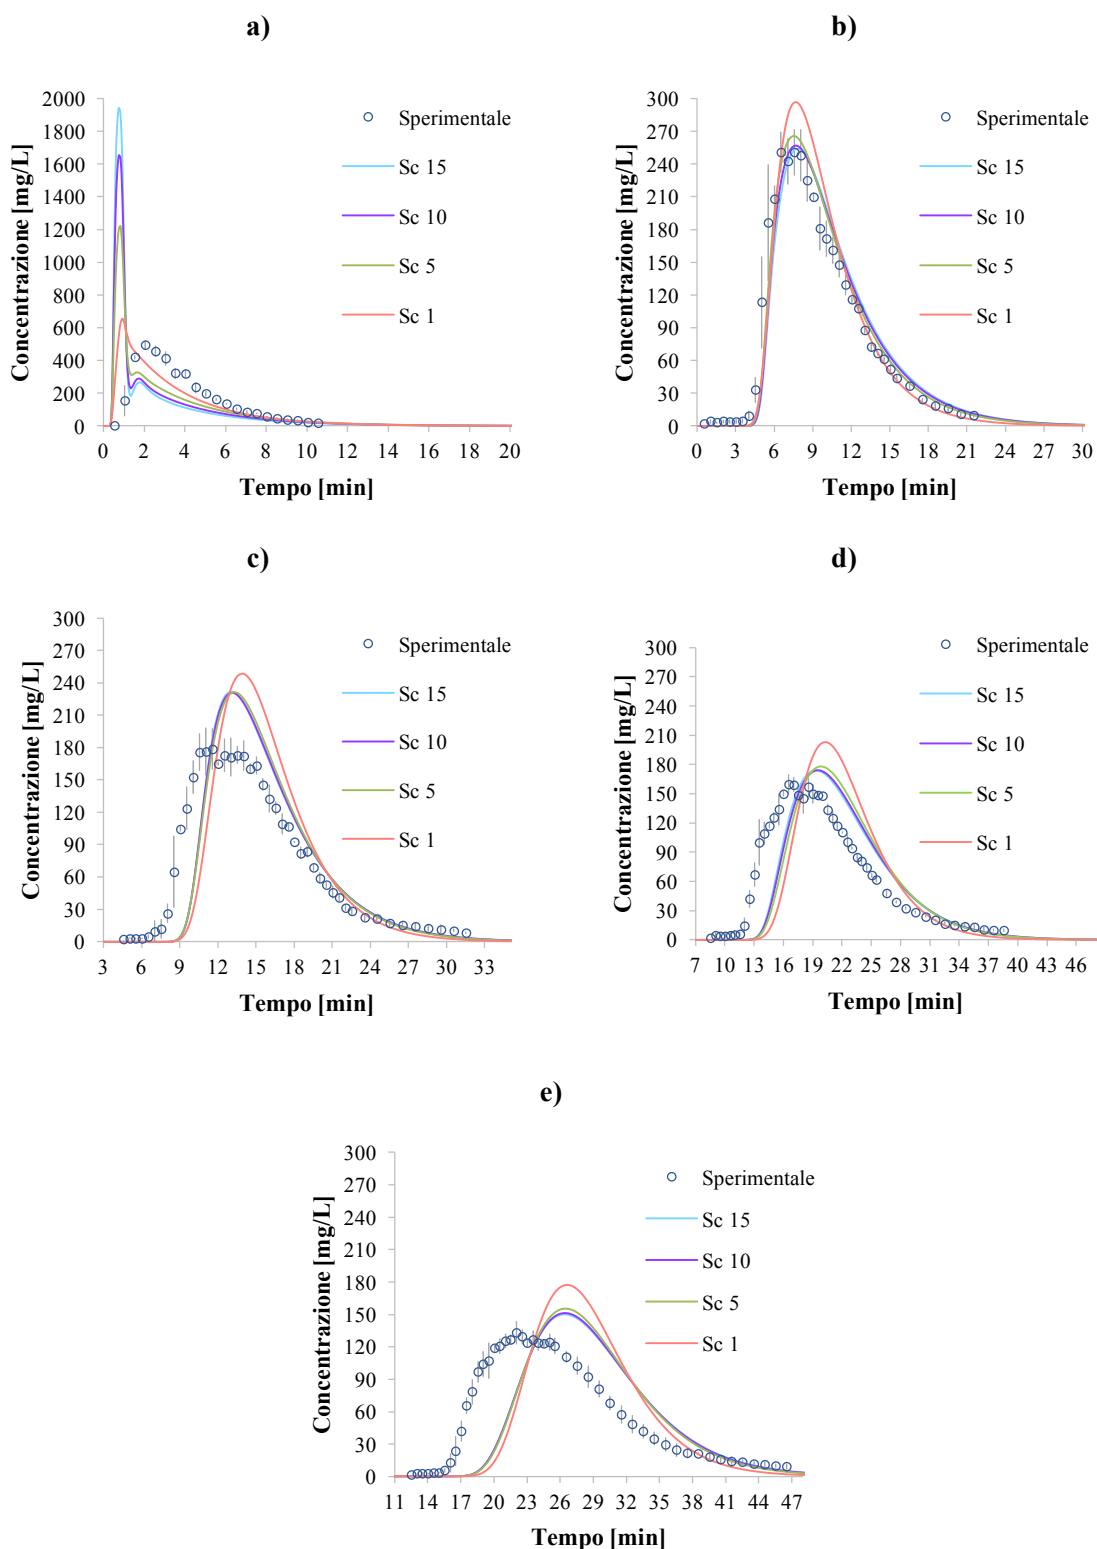 a)
2000
1800
1600
1400
1200
1000
800
600
400
200
0
Concentrazione [mg/L]
0 2 4 6 8 10 12 14 16 18 20
Tempo [min]
Sperimentale
Sc 15
Sc 10
Sc 5
Sc 1
b)
300
270
240
210
180
150
120
90
60
30
0
Concentrazione [mg/L]
0 3 6 9 12 15 18 21 24 27 30
Tempo [min]
Sperimentale
Sc 15
Sc 10
Sc 5
Sc 1
c)
300
270
240
210
180
150
120
90
60
30
0
Concentrazione [mg/L]
3 6 9 12 15 18 21 24 27 30 33
Tempo [min]
Sperimentale
Sc 15
Sc 10
Sc 5
Sc 1
d)
300
270
240
210
180
150
120
90
60
30
0
Concentrazione [mg/L]
7 10 13 16 19 22 25 28 31 34 37 40 43 46
Tempo [min]
Sperimentale
Sc 15
Sc 10
Sc 5
Sc 1
e)
300
270
240
210
180
150
120
90
60
30
0
Concentrazione [mg/L]
11 14 17 20 23 26 29 32 35 38 41 44 47
Tempo [min]
Sperimentale
Sc 15
Sc 10
Sc 5
Sc 1